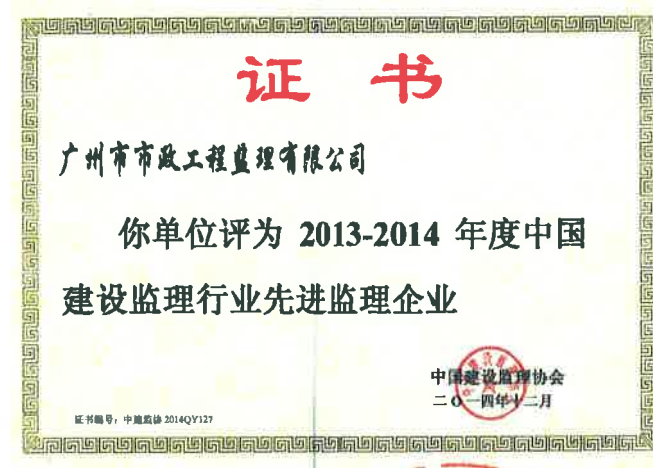 证 书
广州市市政工程监理有限公司
你单位评为 2013-2014 年度中国
建设监理行业先进监理企业
中国建设监理协会
二〇一四年十二月
证书编号：中建监协 2014QY127